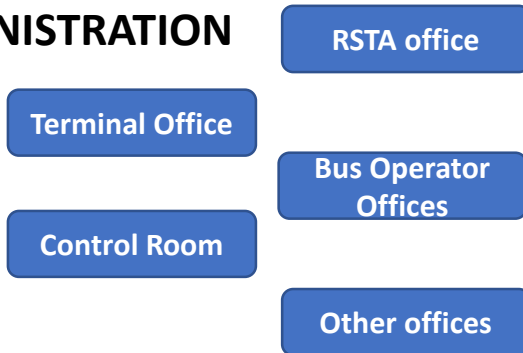 NISTRATION
RSTA office
Terminal Office
Bus Operator
Offices
Control Room
Other offices